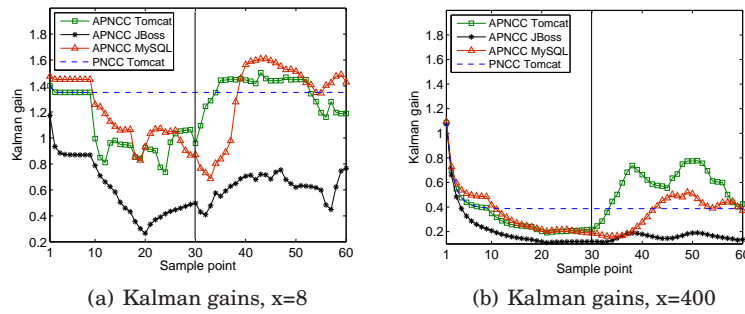 1.8
1.6
1.4
1.2
1
0.8
0.6
0.4
0.2
Kalman gain
APNCC Tomcat
APNCC JBoss
APNCC MySQL
PNCC Tomcat
1 10 20 30 40 50 60
Sample point
(a) Kalman gains, x=8
1.8
1.6
1.4
1.2
1
0.8
0.6
0.4
0.2
Kalman gain
APNCC Tomcat
APNCC JBoss
APNCC MySQL
PNCC Tomcat
1 10 20 30 40 50 60
Sample point
(b) Kalman gains, x=400